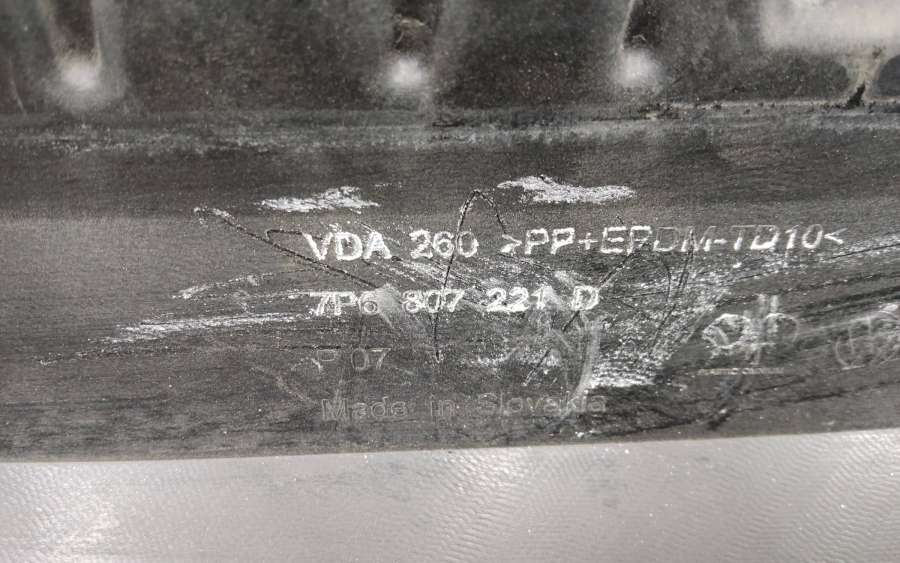 VDA 260 >PP+EPDM-TD10<
7P6 807 221 D
P 07
Made in Slovakia